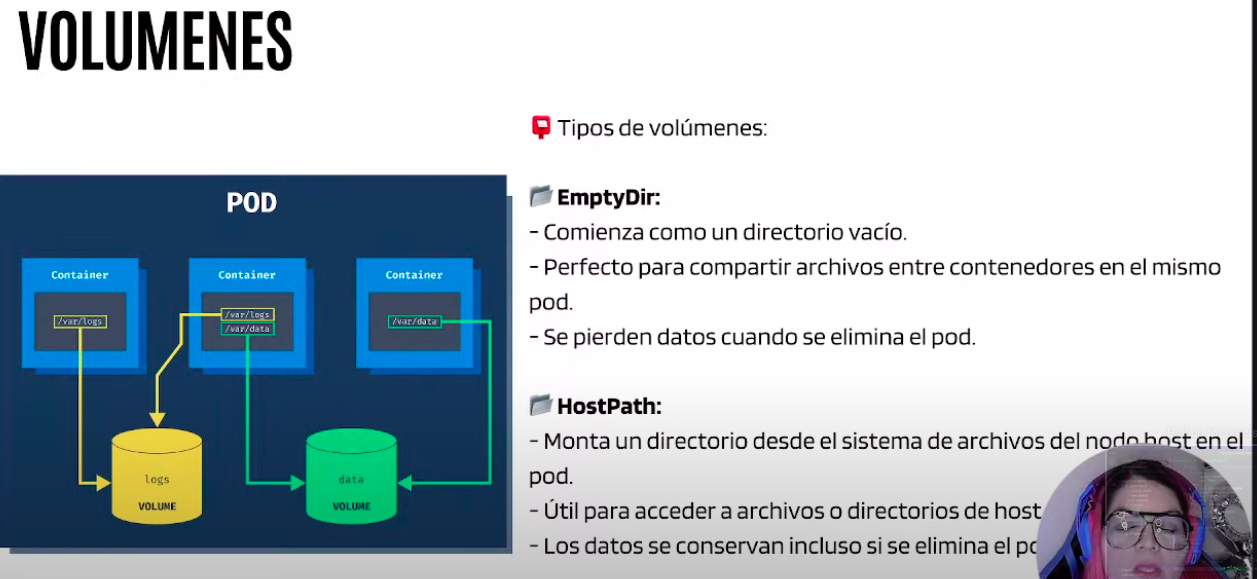 VOLUMENES
Tipos de volúmenes:
EmptyDir:
- Comienza como un directorio vacío.
- Perfecto para compartir archivos entre contenedores en el mismo
pod.
- Se pierden datos cuando se elimina el pod.
HostPath:
- Monta un directorio desde el sistema de archivos del nodo host en el
pod.
- Útil para acceder a archivos o directorios de host
- Los datos se conservan incluso si se elimina el
POD
Container
/var/logs
Container
/var/logs
/var/data
Container
/var/data
logs
VOLUME
data
VOLUME